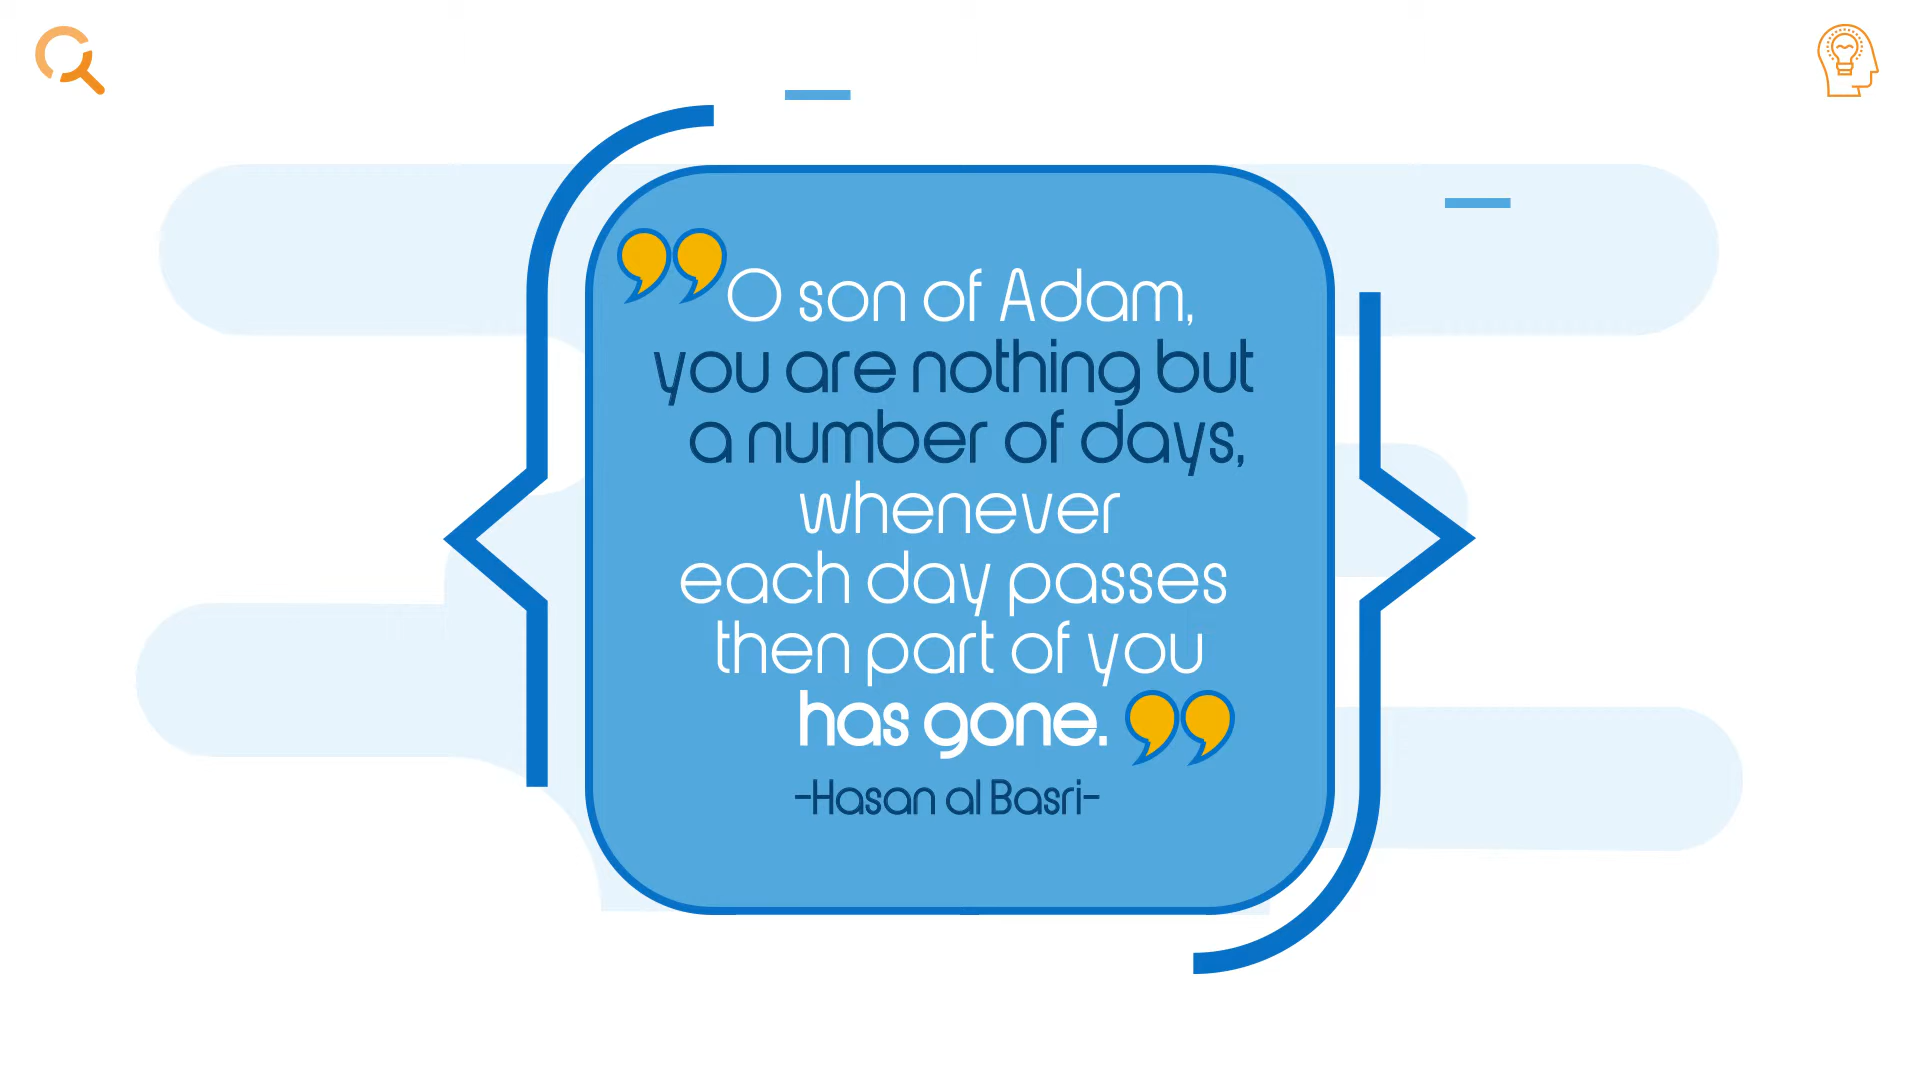 ”O son of Adam,
you are nothing but
a number of days,
whenever
each day passes
then part of you
has gone.”
-Hasan al Basri-